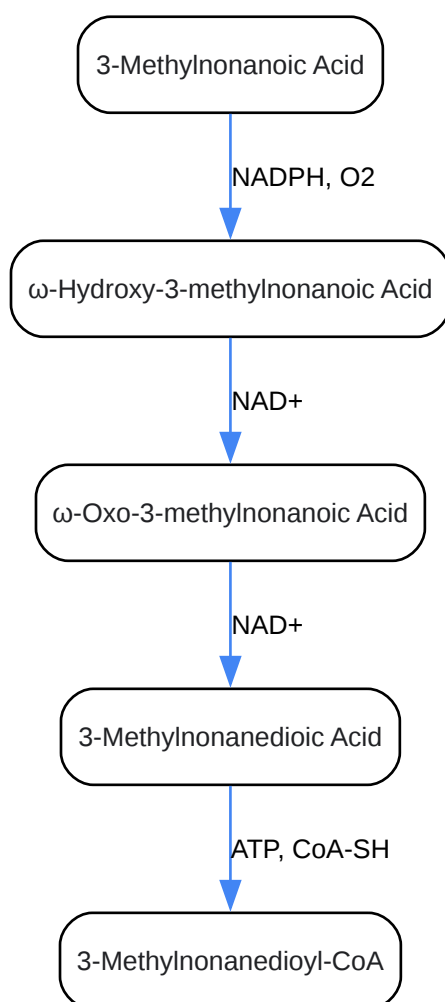 3-Methylnonanoic Acid
NADPH, O2
ω-Hydroxy-3-methylnonanoic Acid
NAD+
ω-Oxo-3-methylnonanoic Acid
NAD+
3-Methylnonanedioic Acid
ATP, CoA-SH
3-Methylnonanedioyl-CoA